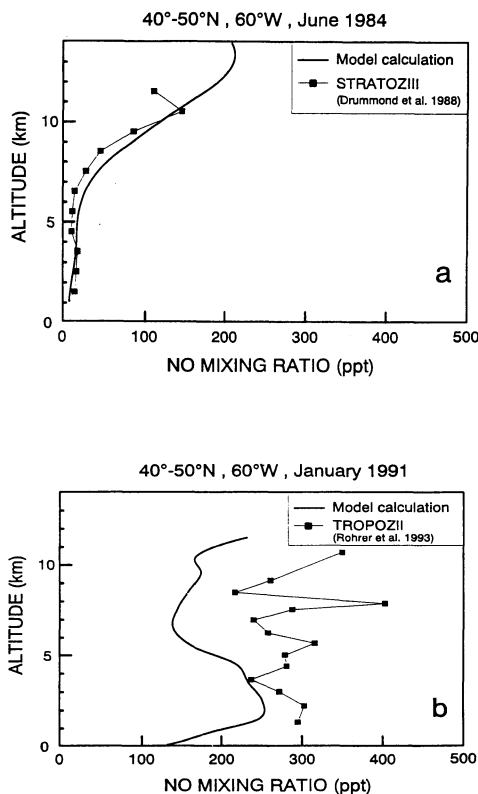 40°-50°N , 60°W , June 1984
Model calculation
STRATOZIII
(Drummond et al. 1988)
ALTITUDE (km)
10
5
0
a
0 100 200 300 400 500
NO MIXING RATIO (ppt)
40°-50°N , 60°W , January 1991
Model calculation
TROPOZII
(Rohrer et al. 1993)
ALTITUDE (km)
10
5
0
b
0 100 200 300 400 500
NO MIXING RATIO (ppt)